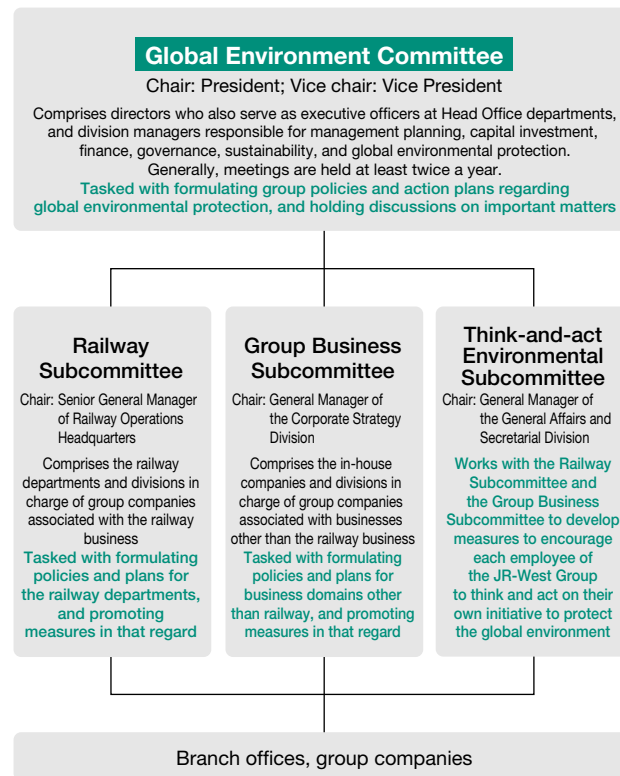 Global Environment Committee
Chair: President; Vice chair: Vice President
Comprises directors who also serve as executive officers at Head Office departments,
and division managers responsible for management planning, capital investment,
finance, governance, sustainability, and global environmental protection.
Generally, meetings are held at least twice a year.
Tasked with formulating group policies and action plans regarding
global environmental protection, and holding discussions on important matters
Railway
Subcommittee
Chair: Senior General Manager
of Railway Operations
Headquarters
Comprises the railway
departments and divisions in
charge of group companies
associated with the railway
business
Tasked with formulating
policies and plans for
the railway departments,
and promoting
measures in that regard
Group Business
Subcommittee
Chair: General Manager of
the Corporate Strategy
Division
Comprises the in-house
companies and divisions in
charge of group companies
associated with businesses
other than the railway business
Tasked with formulating
policies and plans for
business domains other
than railway, and promoting
measures in that regard
Think-and-act
Environmental
Subcommittee
Chair: General Manager of
the General Affairs and
Secretarial Division
Works with the Railway
Subcommittee and
the Group Business
Subcommittee to develop
measures to encourage
each employee of
the JR-West Group
to think and act on their
own initiative to protect
the global environment
Branch offices, group companies